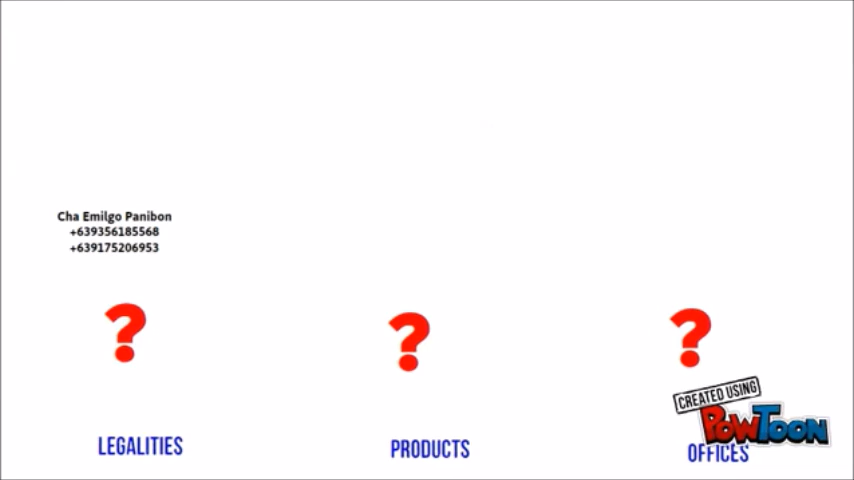 Cha Emilgo Panibon
+639356185568
+639175206953
? ? ?
CREATED USING
POWTOON
LEGALITIES PRODUCTS OFFICES